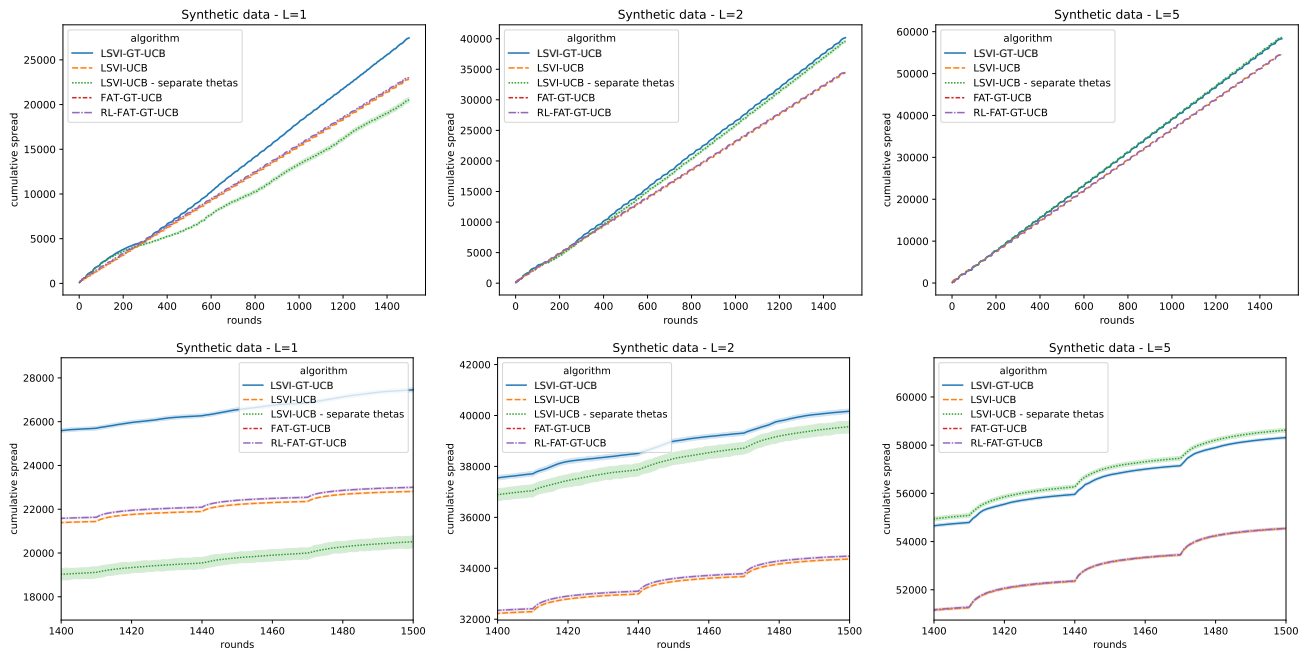 Synthetic data - L=1
algorithm
LSVI-GT-UCB
LSVI-UCB
LSVI-UCB - separate thetas
FAT-GT-UCB
RL-FAT-GT-UCB
cumulative spread
25000
20000
15000
10000
5000
0
0 200 400 600 800 1000 1200 1400
rounds
Synthetic data - L=2
algorithm
LSVI-GT-UCB
LSVI-UCB
LSVI-UCB - separate thetas
FAT-GT-UCB
RL-FAT-GT-UCB
cumulative spread
40000
35000
30000
25000
20000
15000
10000
5000
0
0 200 400 600 800 1000 1200 1400
rounds
Synthetic data - L=5
algorithm
LSVI-GT-UCB
LSVI-UCB
LSVI-UCB - separate thetas
FAT-GT-UCB
RL-FAT-GT-UCB
cumulative spread
60000
50000
40000
30000
20000
10000
0
0 200 400 600 800 1000 1200 1400
rounds
Synthetic data - L=1
algorithm
LSVI-GT-UCB
LSVI-UCB
LSVI-UCB - separate thetas
FAT-GT-UCB
RL-FAT-GT-UCB
cumulative spread
28000
26000
24000
22000
20000
18000
1400 1420 1440 1460 1480 1500
rounds
Synthetic data - L=2
algorithm
LSVI-GT-UCB
LSVI-UCB
LSVI-UCB - separate thetas
FAT-GT-UCB
RL-FAT-GT-UCB
cumulative spread
42000
40000
38000
36000
34000
32000
1400 1420 1440 1460 1480 1500
rounds
Synthetic data - L=5
algorithm
LSVI-GT-UCB
LSVI-UCB
LSVI-UCB - separate thetas
FAT-GT-UCB
RL-FAT-GT-UCB
cumulative spread
60000
58000
56000
54000
52000
1400 1420 1440 1460 1480 1500
rounds